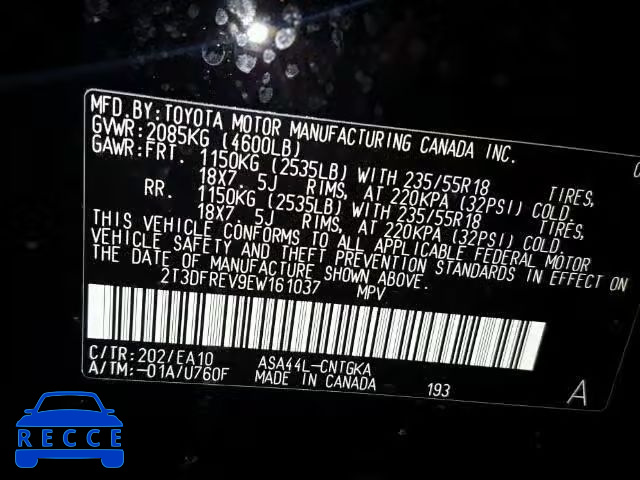 MFD.BY:TOYOTA MOTOR MANUFACTURING CANADA INC.
GVWR:2085KG (4600LB)
GAWR:FRT. 1150KG (2535LB) WITH 235/55R18 TIRES,
18X7.5J RIMS, AT 220KPA (32PSI) COLD.
RR. 1150KG (2535LB) WITH 235/55R18 TIRES,
18X7.5J RIMS, AT 220KPA (32PSI) COLD.
THIS VEHICLE CONFORMS TO ALL APPLICABLE FEDERAL MOTOR
VEHICLE SAFETY AND THEFT PREVENTION STANDARDS IN EFFECT ON
THE DATE OF MANUFACTURE SHOWN ABOVE.
2T3DFREV9EW161037 MPV
C/TR:202/EA10 ASA44L-CNTGKA
A/TM:-01A/U760F MADE IN CANADA 193 A